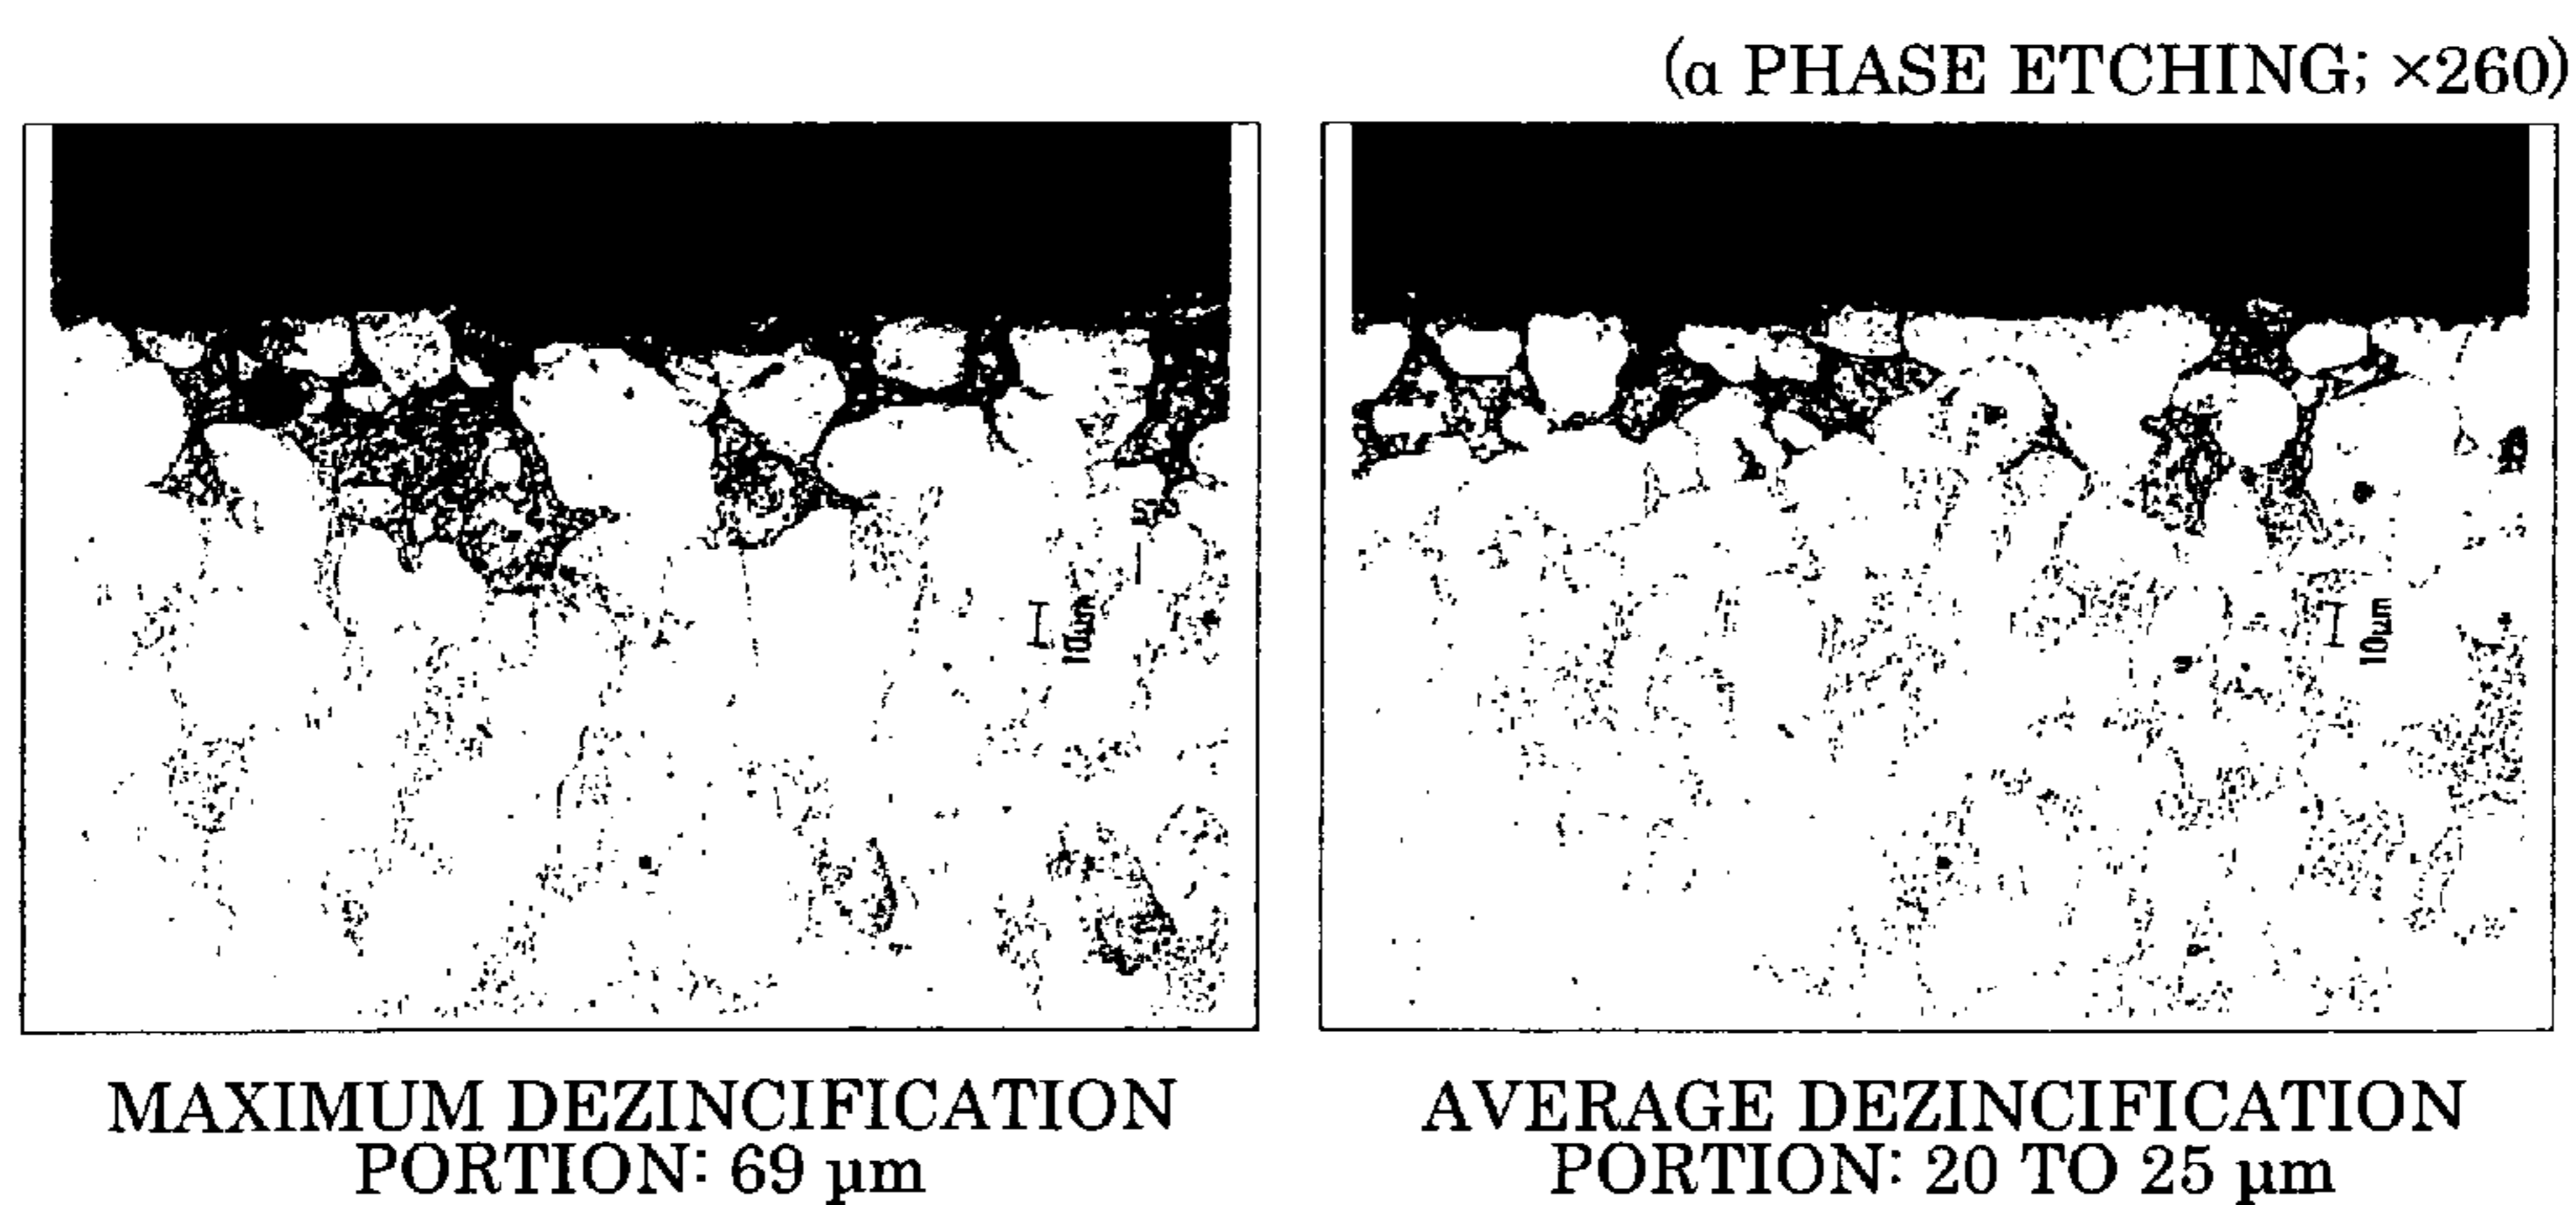 (α PHASE ETCHING; ×260)
10μm
10μm
MAXIMUM DEZINCIFICATION
PORTION: 69 μm
AVERAGE DEZINCIFICATION
PORTION: 20 TO 25 μm